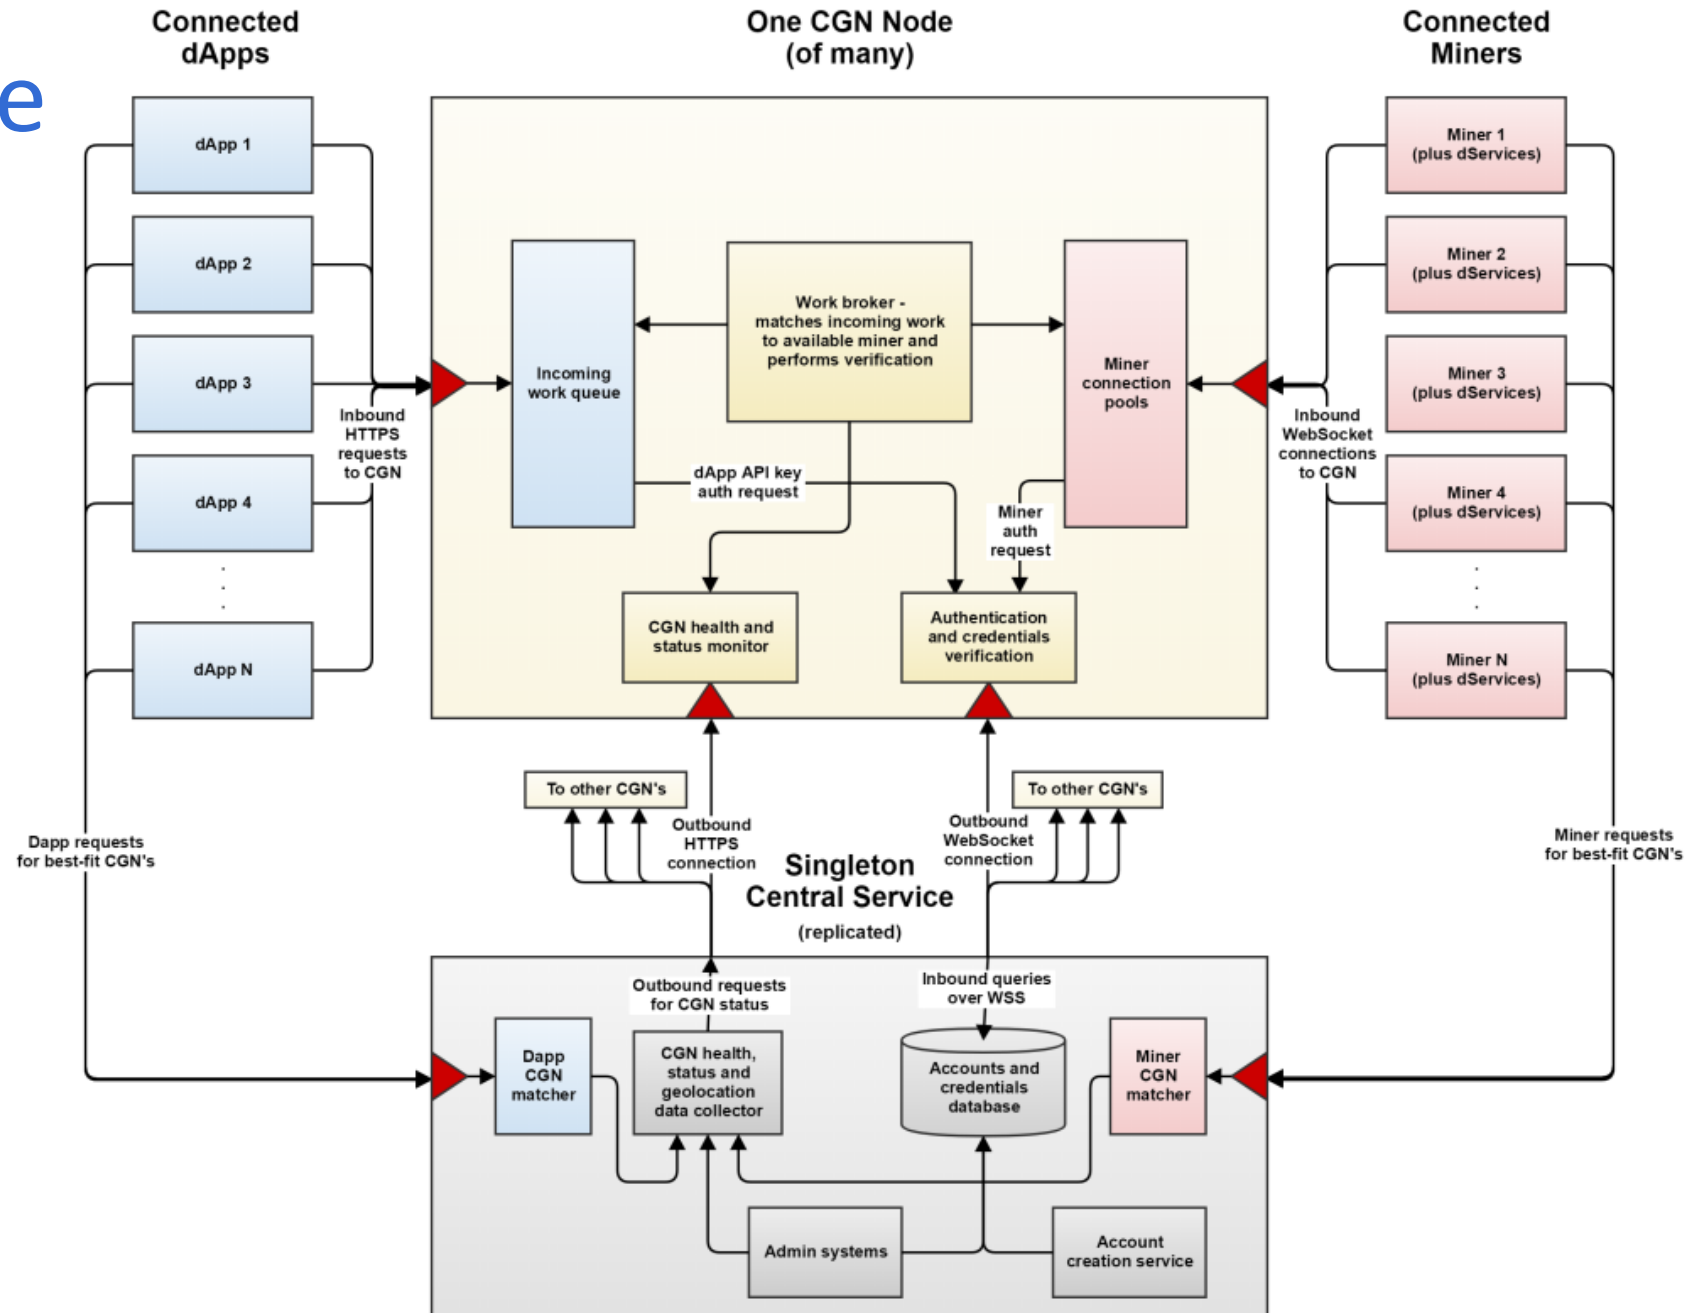 Connected
dApps
One CGN Node
(of many)
Connected
Miners
e
dApp 1
dApp 2
dApp 3
dApp 4
.
.
.
dApp N
Inbound
HTTPS
requests
to CGN
Incoming
work queue
Work broker -
matches incoming work
to available miner and
performs verification
Miner
connection
pools
dApp API key
auth request
Miner
auth
request
CGN health and
status monitor
Authentication
and credentials
verification
Inbound
WebSocket
connections
to CGN
Miner 1
(plus dServices)
Miner 2
(plus dServices)
Miner 3
(plus dServices)
Miner 4
(plus dServices)
.
.
.
Miner N
(plus dServices)
Dapp requests
for best-fit CGN's
To other CGN's
Outbound
HTTPS
connection
Singleton
Central Service
(replicated)
Outbound
WebSocket
connection
To other CGN's
Miner requests
for best-fit CGN's
Outbound requests
for CGN status
Inbound queries
over WSS
Dapp
CGN
matcher
CGN health,
status and
geolocation
data collector
Accounts and
credentials
database
Miner
CGN
matcher
Admin systems
Account
creation service